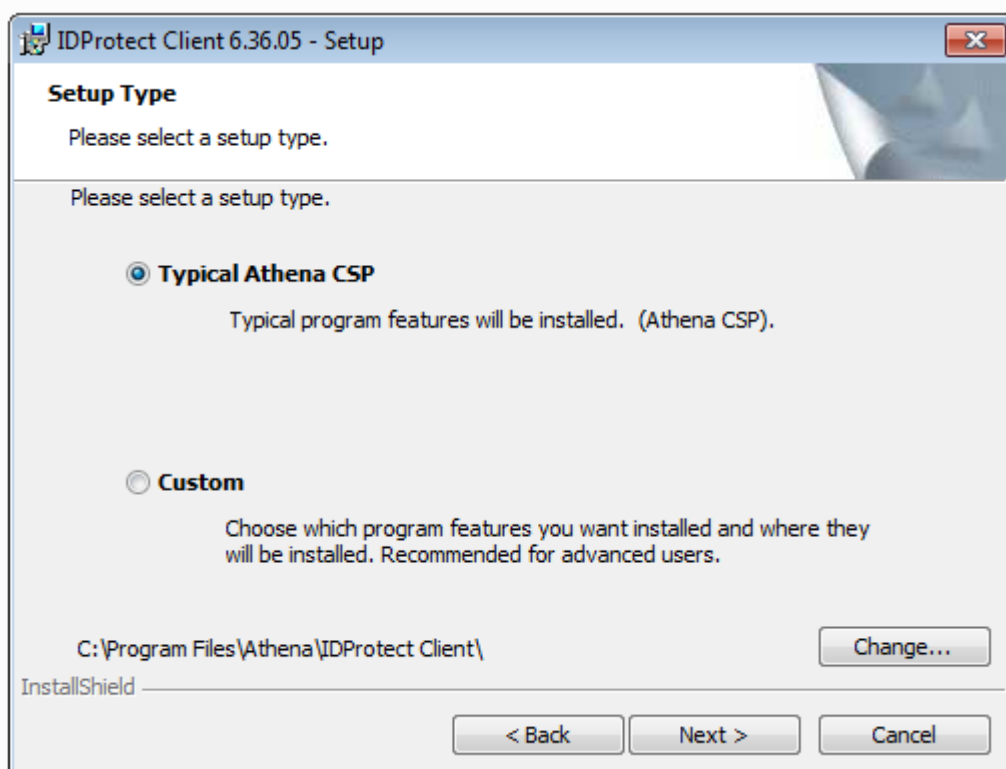 IDProtect Client 6.36.05 - Setup
Setup Type
Please select a setup type.
Please select a setup type.
Typical Athena CSP
Typical program features will be installed.  (Athena CSP).
Custom
Choose which program features you want installed and where they
will be installed. Recommended for advanced users.
C:\Program Files\Athena\IDProtect Client\
Change...
InstallShield
< Back
Next >
Cancel